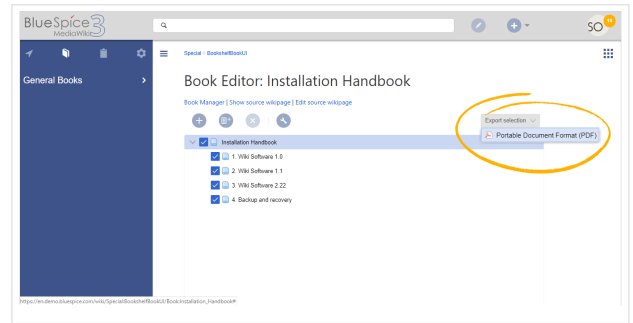 BlueSpice3
MediaWiki
SO
Special - BookshelfBookUI
General Books
Book Editor: Installation Handbook
Book Manager | Show source wikipage | Edit source wikipage
Export selection
Portable Document Format (PDF)
Installation Handbook
1. Wiki Software 1.0
2. Wiki Software 1.1
3. Wiki Software 2.22
4. Backup and recovery
https://en.demo.bluespice.com/wiki/Special:BookshelfBookUI/Book:Installation_Handbook#